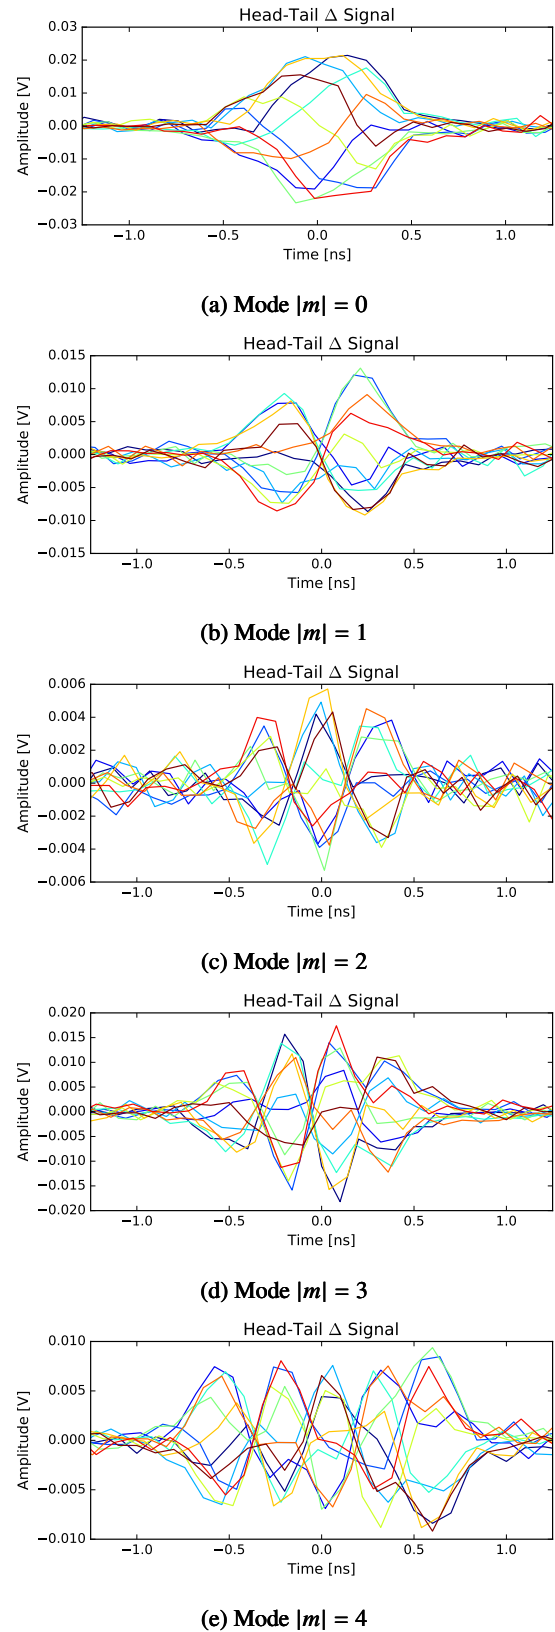 Head-Tail Δ Signal
0.03
0.02
0.01
0.00
−0.01
−0.02
−0.03
Amplitude [V]
−1.0 −0.5 0.0 0.5 1.0
Time [ns]
(a) Mode |m| = 0
Head-Tail Δ Signal
0.015
0.010
0.005
0.000
−0.005
−0.010
−0.015
Amplitude [V]
−1.0 −0.5 0.0 0.5 1.0
Time [ns]
(b) Mode |m| = 1
Head-Tail Δ Signal
0.006
0.004
0.002
0.000
−0.002
−0.004
−0.006
Amplitude [V]
−1.0 −0.5 0.0 0.5 1.0
Time [ns]
(c) Mode |m| = 2
Head-Tail Δ Signal
0.020
0.015
0.010
0.005
0.000
−0.005
−0.010
−0.015
−0.020
Amplitude [V]
−1.0 −0.5 0.0 0.5 1.0
Time [ns]
(d) Mode |m| = 3
Head-Tail Δ Signal
0.010
0.005
0.000
−0.005
−0.010
Amplitude [V]
−1.0 −0.5 0.0 0.5 1.0
Time [ns]
(e) Mode |m| = 4